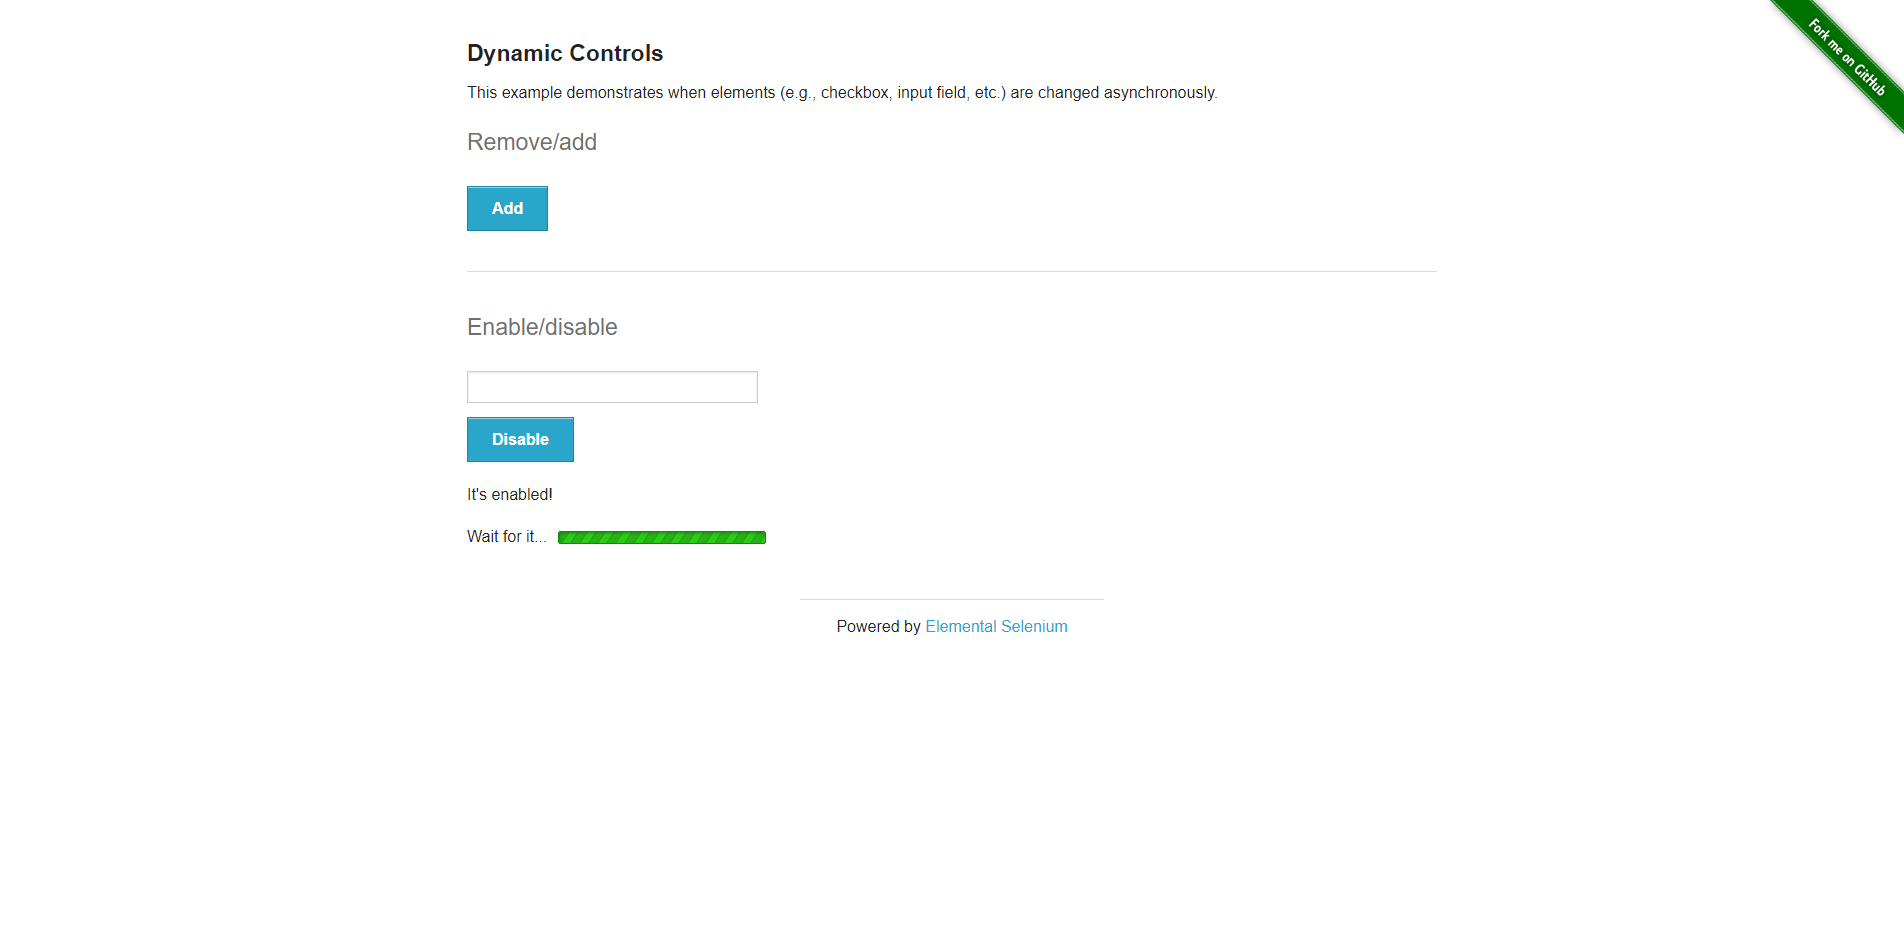 Fork me on GitHub
Dynamic Controls
This example demonstrates when elements (e.g., checkbox, input field, etc.) are changed asynchronously.
Remove/add
Add
Enable/disable
Disable
It's enabled!
Wait for it...
Powered by Elemental Selenium